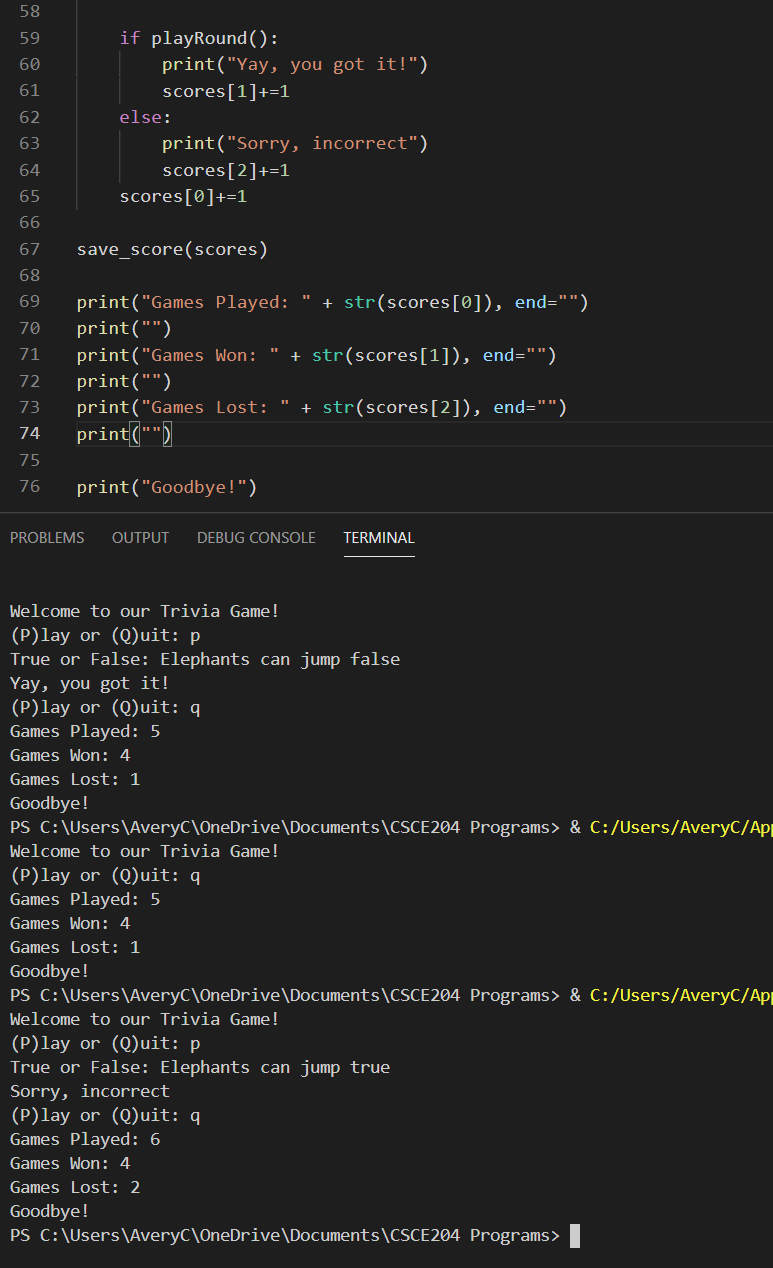 58
59 if playRound():
60 print("Yay, you got it!")
61 scores[1]+=1
62 else:
63 print("Sorry, incorrect")
64 scores[2]+=1
65 scores[0]+=1
66
67 save_score(scores)
68
69 print("Games Played: " + str(scores[0]), end="")
70 print("")
71 print("Games Won: " + str(scores[1]), end="")
72 print("")
73 print("Games Lost: " + str(scores[2]), end="")
74 print("")
75
76 print("Goodbye!")
PROBLEMS OUTPUT DEBUG CONSOLE TERMINAL
Welcome to our Trivia Game!
(P)lay or (Q)uit: p
True or False: Elephants can jump false
Yay, you got it!
(P)lay or (Q)uit: q
Games Played: 5
Games Won: 4
Games Lost: 1
Goodbye!
PS C:\Users\AveryC\OneDrive\Documents\CSCE204 Programs> & C:/Users/AveryC/App
Welcome to our Trivia Game!
(P)lay or (Q)uit: q
Games Played: 5
Games Won: 4
Games Lost: 1
Goodbye!
PS C:\Users\AveryC\OneDrive\Documents\CSCE204 Programs> & C:/Users/AveryC/App
Welcome to our Trivia Game!
(P)lay or (Q)uit: p
True or False: Elephants can jump true
Sorry, incorrect
(P)lay or (Q)uit: q
Games Played: 6
Games Won: 4
Games Lost: 2
Goodbye!
PS C:\Users\AveryC\OneDrive\Documents\CSCE204 Programs>